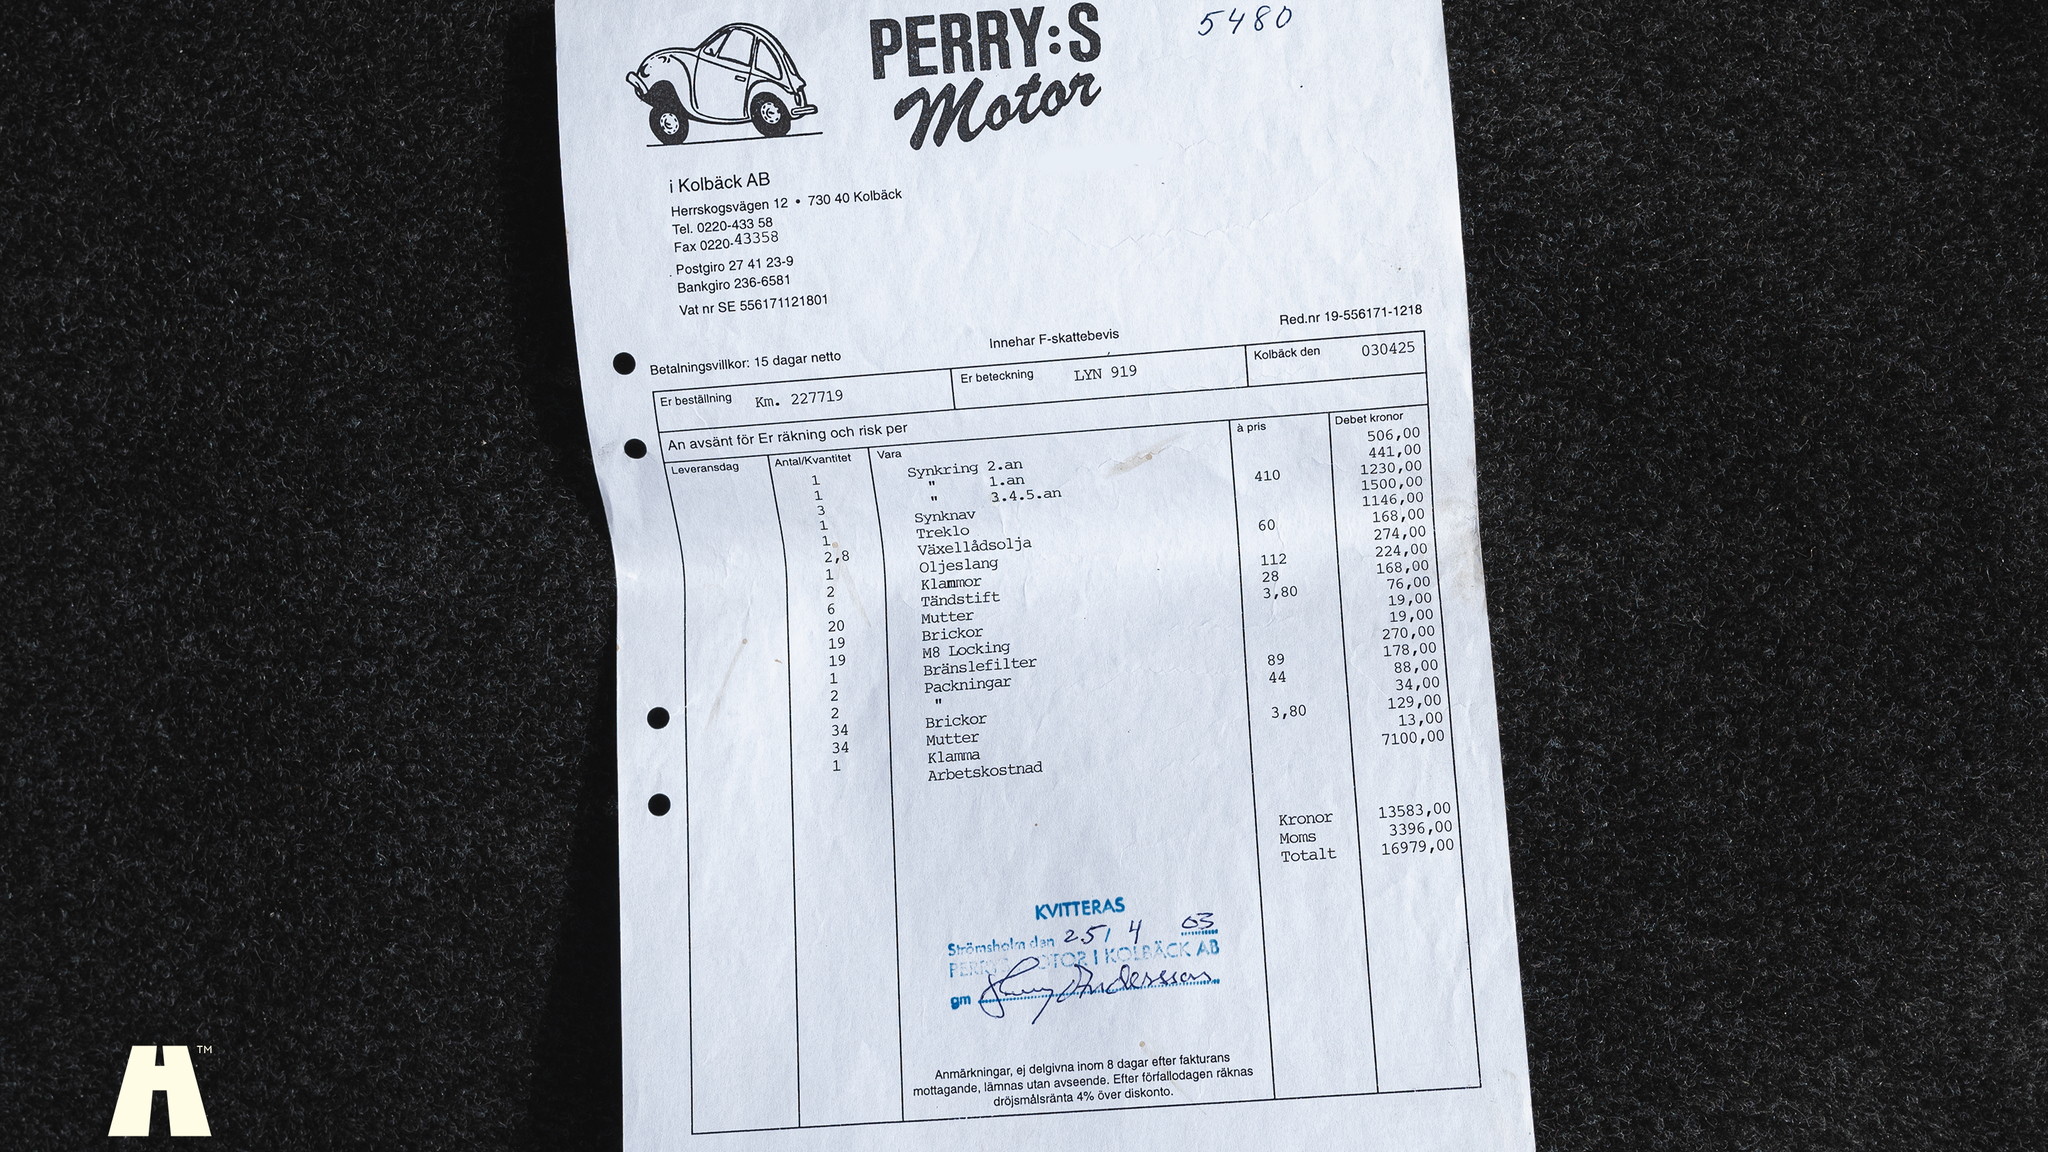 5480
PERRY:S
Motor
i Kolbäck AB
Herrskogsvägen 12 • 730 40 Kolbäck
Tel. 0220-433 58
Fax 0220-43358
Postgiro 27 41 23-9
Bankgiro 236-6581
Vat nr SE 556171121801
Red.nr 19-556171-1218
Innehar F-skattebevis
Betalningsvillkor: 15 dagar netto
Er beställning Km. 227719 Er beteckning LYN 919 Kolbäck den 030425
An avsänt för Er räkning och risk per
Leveransdag Antal/Kvantitet Vara à pris Debet kronor
1 Synkring 2.an 506,00
1 " 1.an 441,00
3 " 3.4.5.an 410 1230,00
1 Synknav 1500,00
1 Treklo 1146,00
2,8 Växellådsolja 60 168,00
1 Oljeslang 274,00
2 Klammor 112 224,00
6 Tändstift 28 168,00
20 Mutter 3,80 76,00
19 Brickor 19,00
19 M8 Locking 19,00
1 Bränslefilter 270,00
2 Packningar 89 178,00
2 " 44 88,00
34 Brickor 34,00
34 Mutter 3,80 129,00
1 Klamma 13,00
Arbetskostnad 7100,00
Kronor 13583,00
Moms 3396,00
Totalt 16979,00
KVITTERAS
Strömsholm den 25/ 4 03
PERRYS MOTOR I KOLBÄCK AB
gm Andersson
Anmärkningar, ej delgivna inom 8 dagar efter fakturans
mottagande, lämnas utan avseende. Efter förfallodagen räknas
dröjsmålsränta 4% över diskonto.
H™